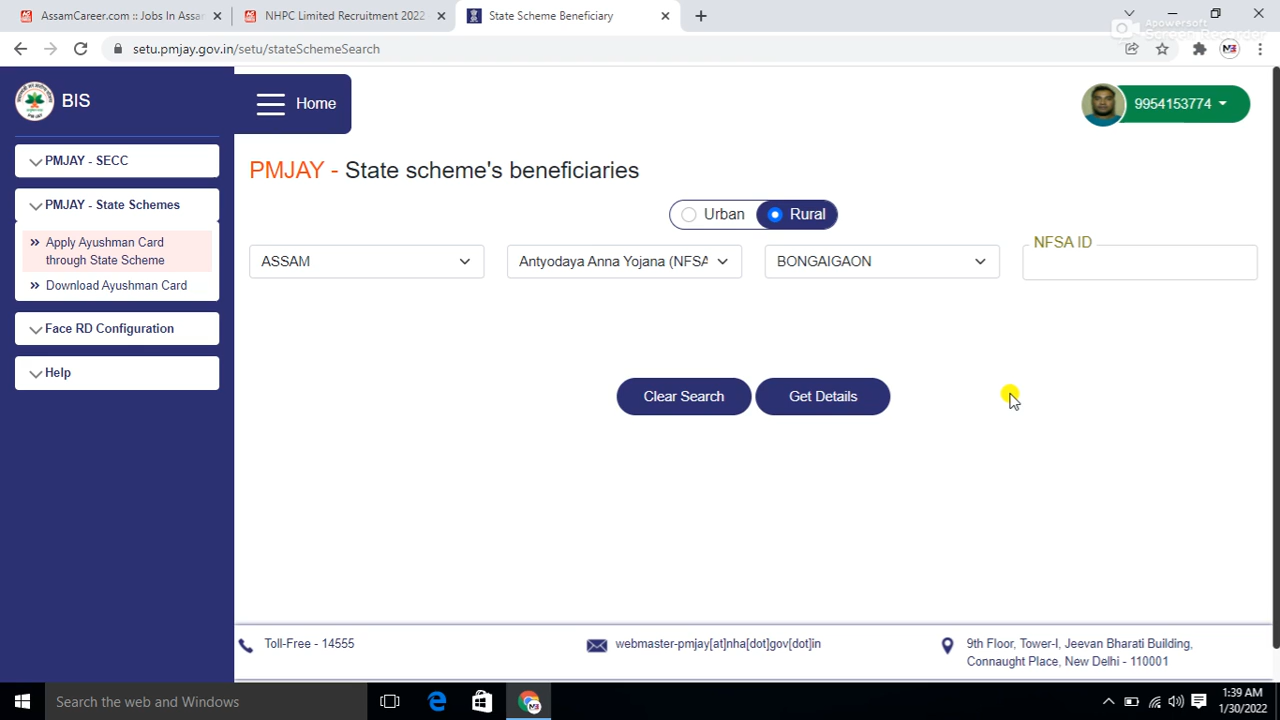 AssamCareer.com :: Jobs In Assa
NHPC Limited Recruitment 2022 -
State Scheme Beneficiary
Apowersoft
Screen Recorder
setu.pmjay.gov.in/setu/stateSchemeSearch
BIS
Home
9954153774
PMJAY - SECC
PMJAY - State Schemes
Apply Ayushman Card
through State Scheme
Download Ayushman Card
Face RD Configuration
Help
PMJAY - State scheme's beneficiaries
Urban
Rural
ASSAM
Antyodaya Anna Yojana (NFSA
BONGAIGAON
NFSA ID
Clear Search
Get Details
Toll-Free - 14555
webmaster-pmjay[at]nha[dot]gov[dot]in
9th Floor, Tower-I, Jeevan Bharati Building,
Connaught Place, New Delhi - 110001
Search the web and Windows
1:39 AM
1/30/2022